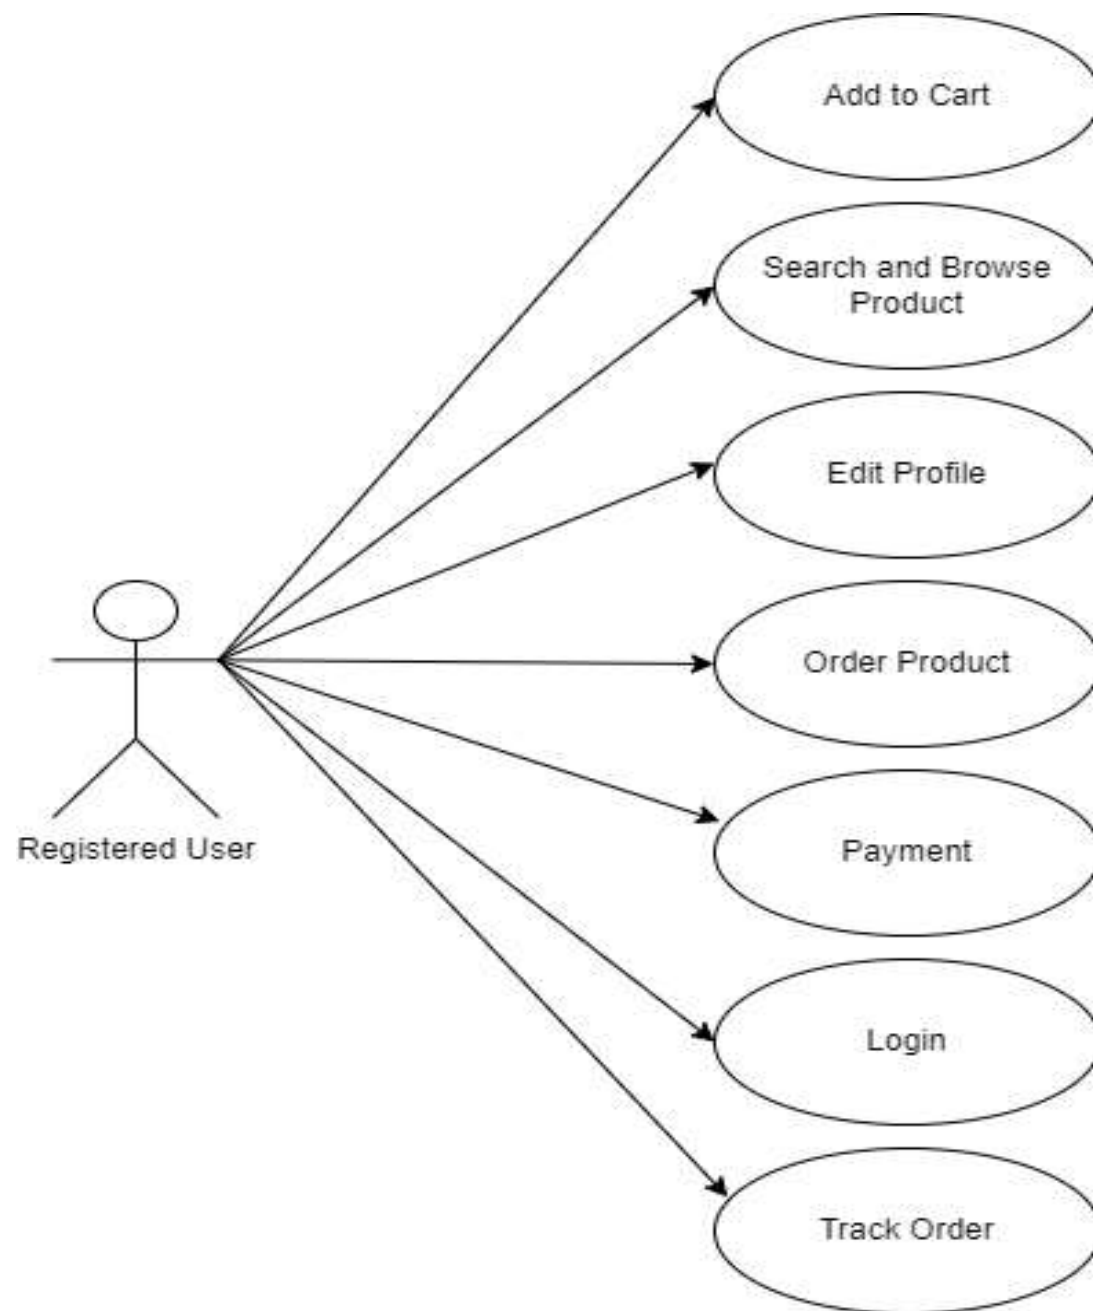 Add to Cart
Search and Browse
Product
Edit Profile
Order Product
Registered User
Payment
Login
Track Order